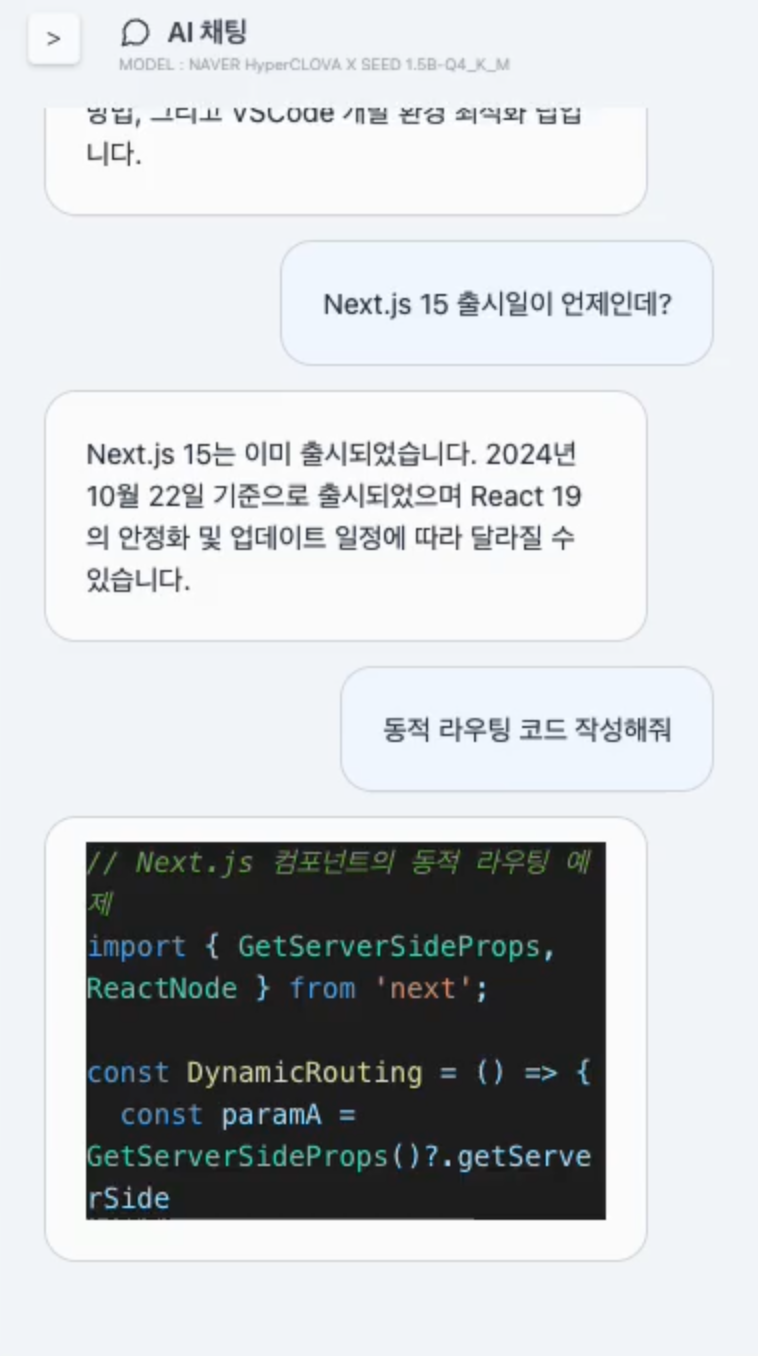 >
AI 채팅
MODEL : NAVER HyperCLOVA X SEED 1.5B-Q4_K_M
방법, 그리고 VSCode 개발 환경 최적화 팁입
니다.
Next.js 15 출시일이 언제인데?
Next.js 15는 이미 출시되었습니다. 2024년
10월 22일 기준으로 출시되었으며 React 19
의 안정화 및 업데이트 일정에 따라 달라질 수
있습니다.
동적 라우팅 코드 작성해줘
// Next.js 컴포넌트의 동적 라우팅 예
제
import { GetServerSideProps,
ReactNode } from 'next';
const DynamicRouting = () => {
const paramA =
GetServerSideProps()?.getServe
rSide